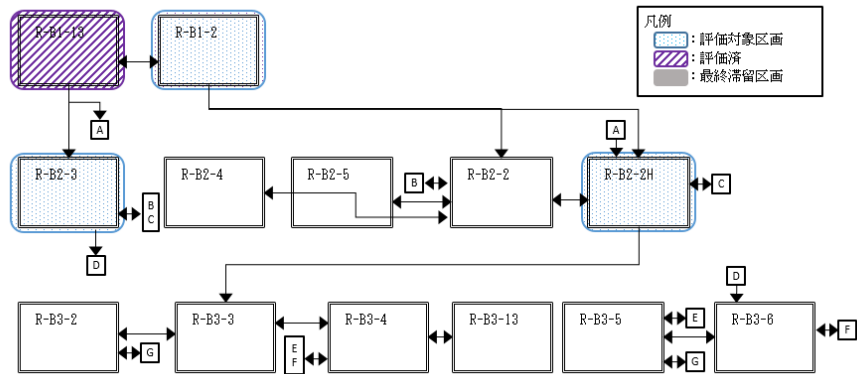 R-B1-13
R-B1-2
凡例
：評価対象区画
：評価済
：最終滞留区画
A
A
R-B2-3
R-B2-4
R-B2-5
B
R-B2-2
R-B2-2H
C
B
C
D
D
R-B3-2
G
R-B3-3
E
F
R-B3-4
R-B3-13
R-B3-5
E
G
R-B3-6
F